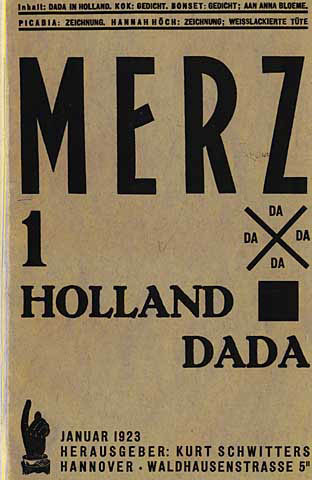 Inhalt: DADA IN HOLLAND. KOK: GEDICHT. BONSET: GEDICHT; AAN ANNA BLOEME.
PICABIA: ZEICHNUNG. HANNAH HÖCH: ZEICHNUNG; WEISSLACKIERTE TÜTE
MERZ
1
DA
DA DA
DA
HOLLAND
DADA
JANUAR 1923
HERAUSGEBER: KURT SCHWITTERS
HANNOVER · WALDHAUSENSTRASSE 5ᴵᴵ